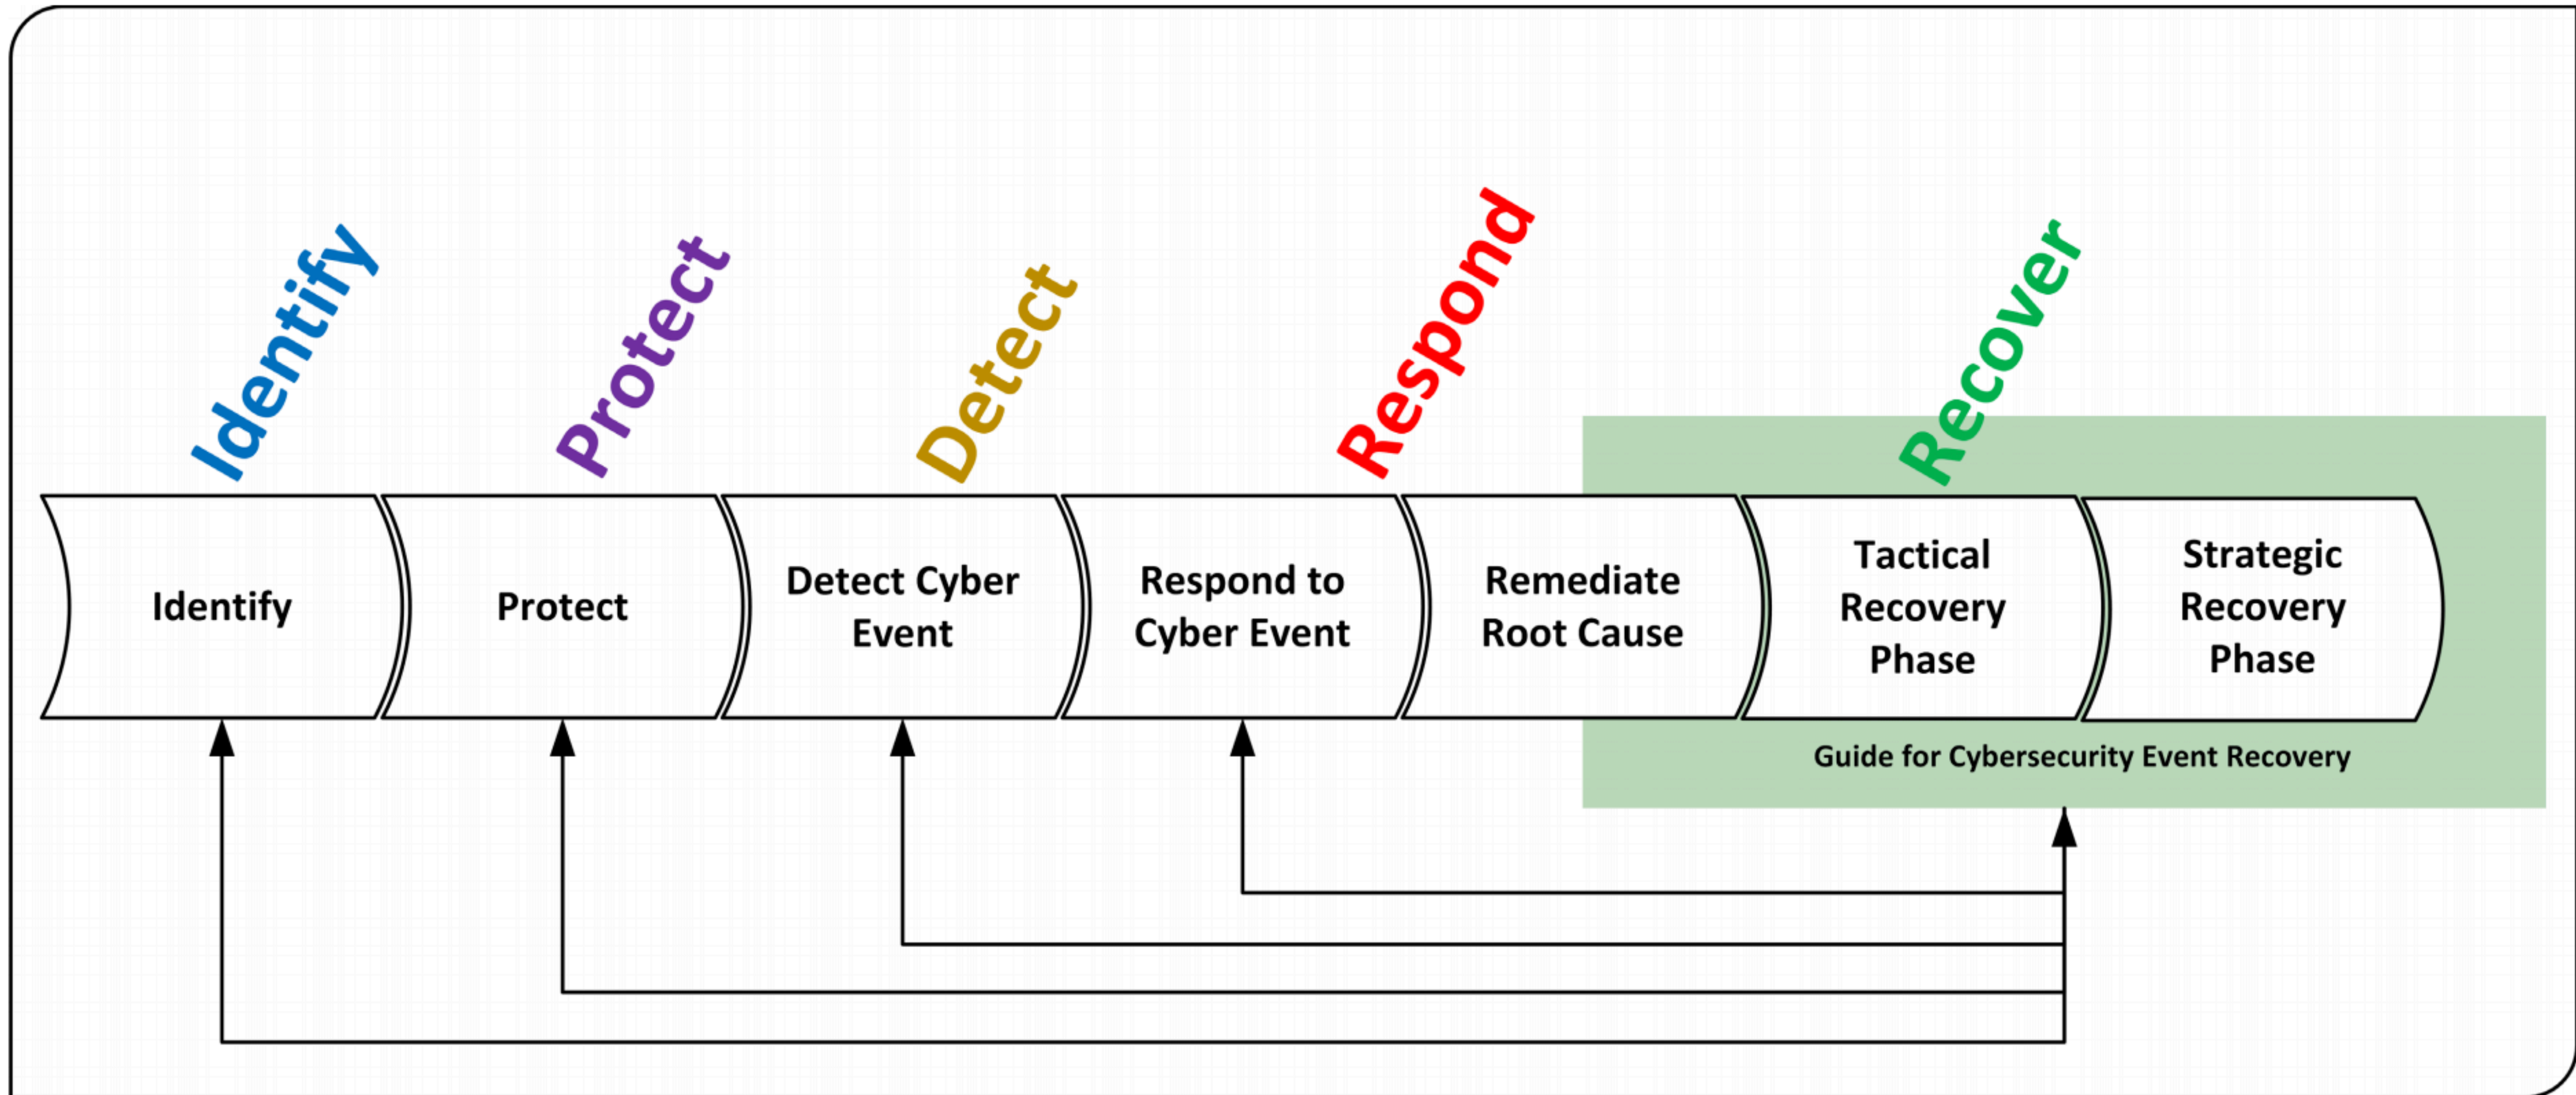 Identify
Protect
Detect
Respond
Recover
Identify
Protect
Detect Cyber
Event
Respond to
Cyber Event
Remediate
Root Cause
Tactical
Recovery
Phase
Strategic
Recovery
Phase
Guide for Cybersecurity Event Recovery